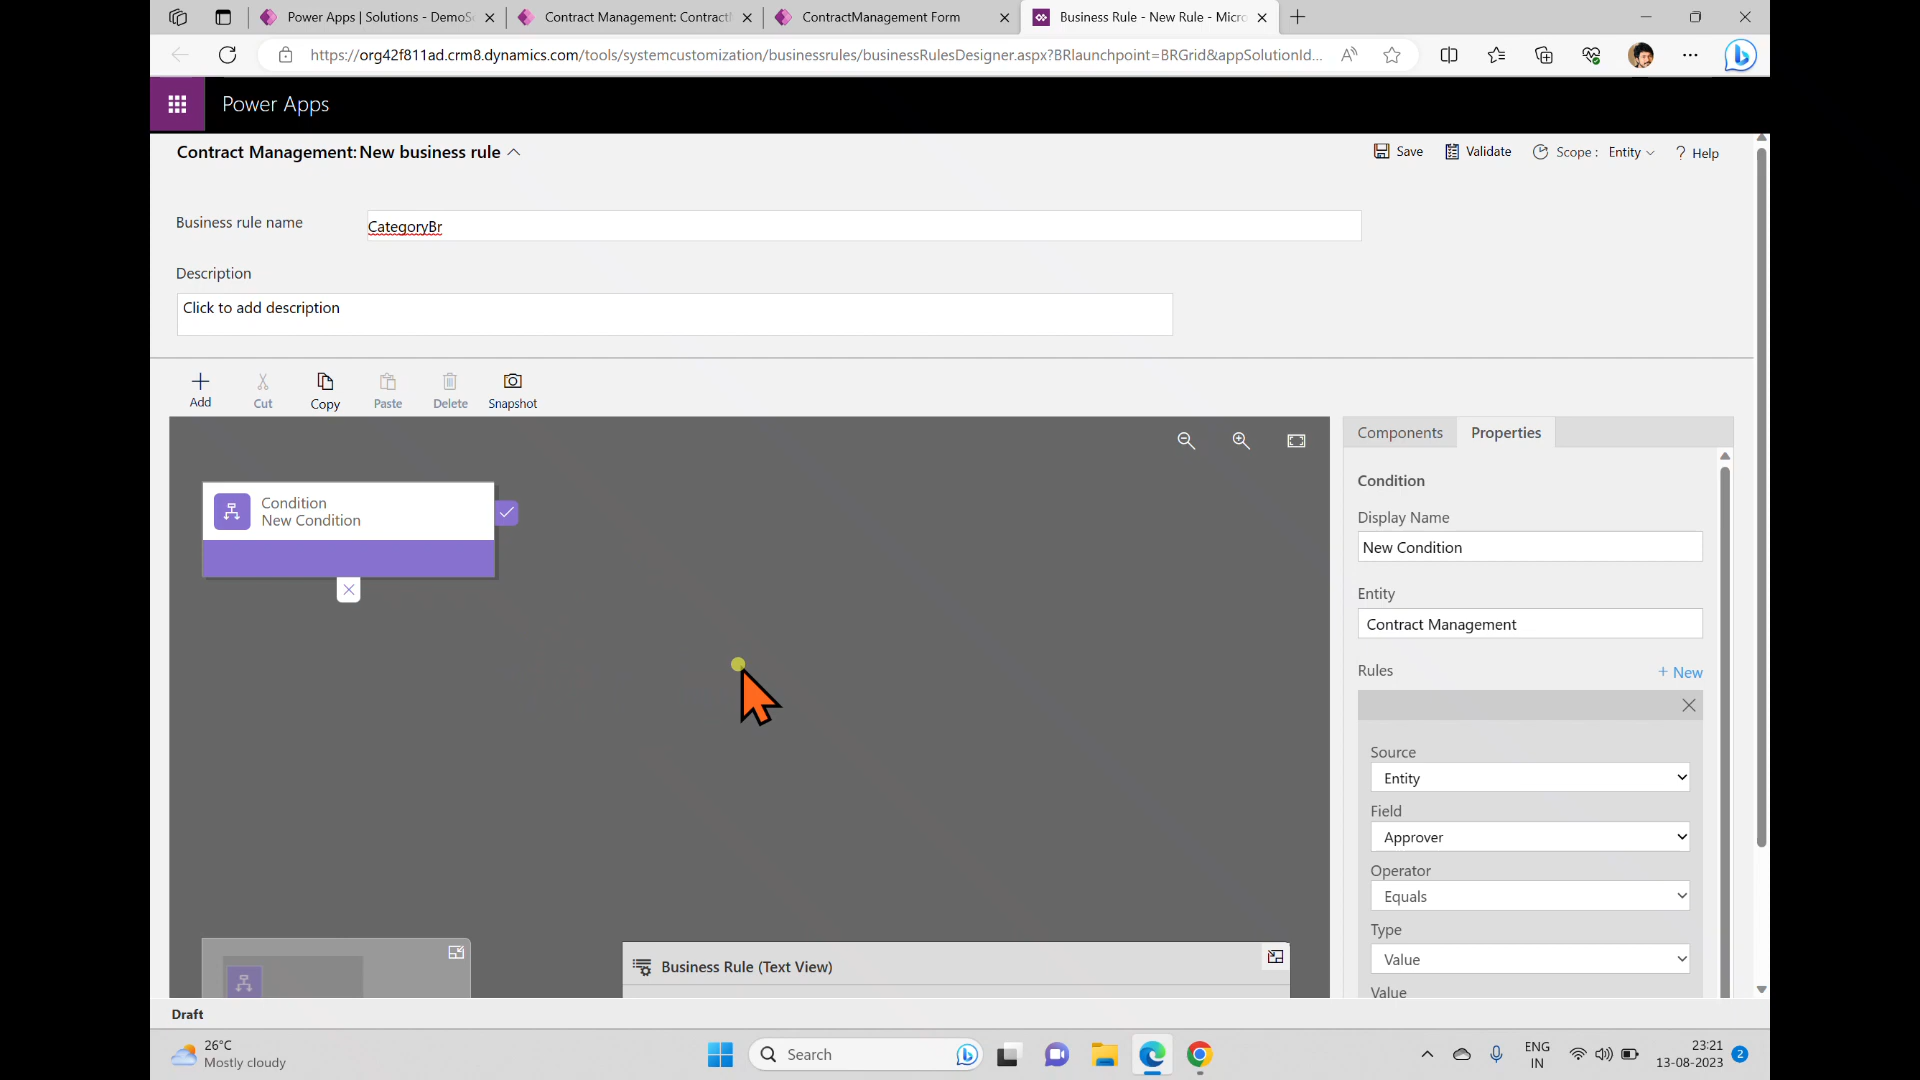 Power Apps | Solutions - DemoS
Contract Management: Contract
ContractManagement Form
Business Rule - New Rule - Micro
https://org42f811ad.crm8.dynamics.com/tools/systemcustomization/businessrules/businessRulesDesigner.aspx?BRlaunchpoint=BRGrid&appSolutionId...
Power Apps
Contract Management: New business rule
Save
Validate
Scope :
Entity
? Help
Business rule name
CategoryBr
Description
Click to add description
Add
Cut
Copy
Paste
Delete
Snapshot
Components
Properties
Condition
New Condition
Condition
Display Name
New Condition
Entity
Contract Management
Rules
+ New
Source
Entity
Field
Approver
Operator
Equals
Type
Value
Value
Business Rule (Text View)
Draft
26°C
Mostly cloudy
Search
ENG
IN
23:21
13-08-2023
2